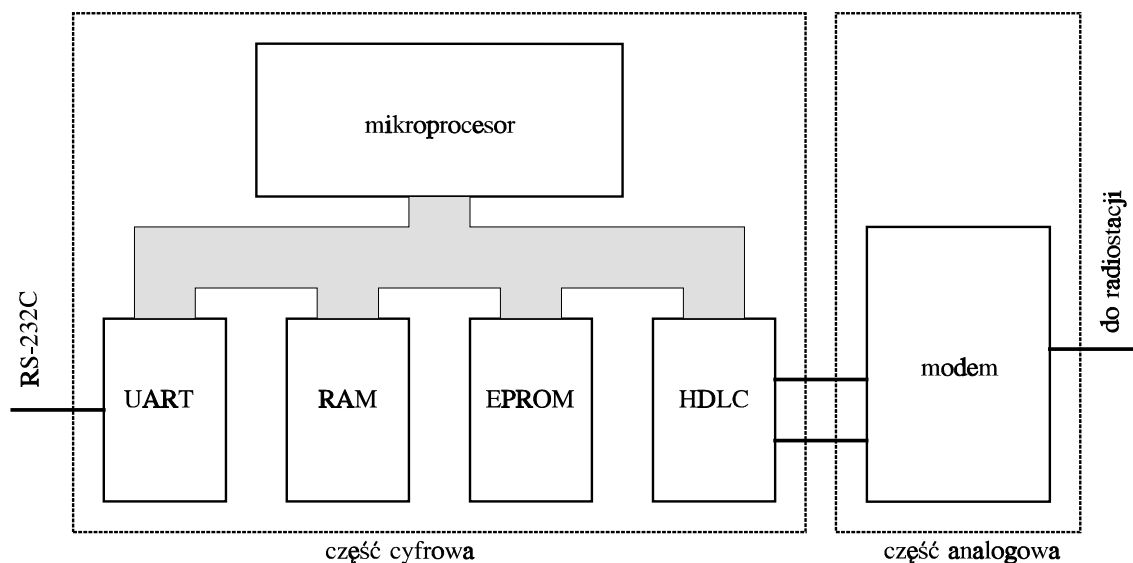 mikroprocesor
RS-232C
UART
RAM
EPROM
HDLC
modem
do radiostacji
część cyfrowa
część analogowa